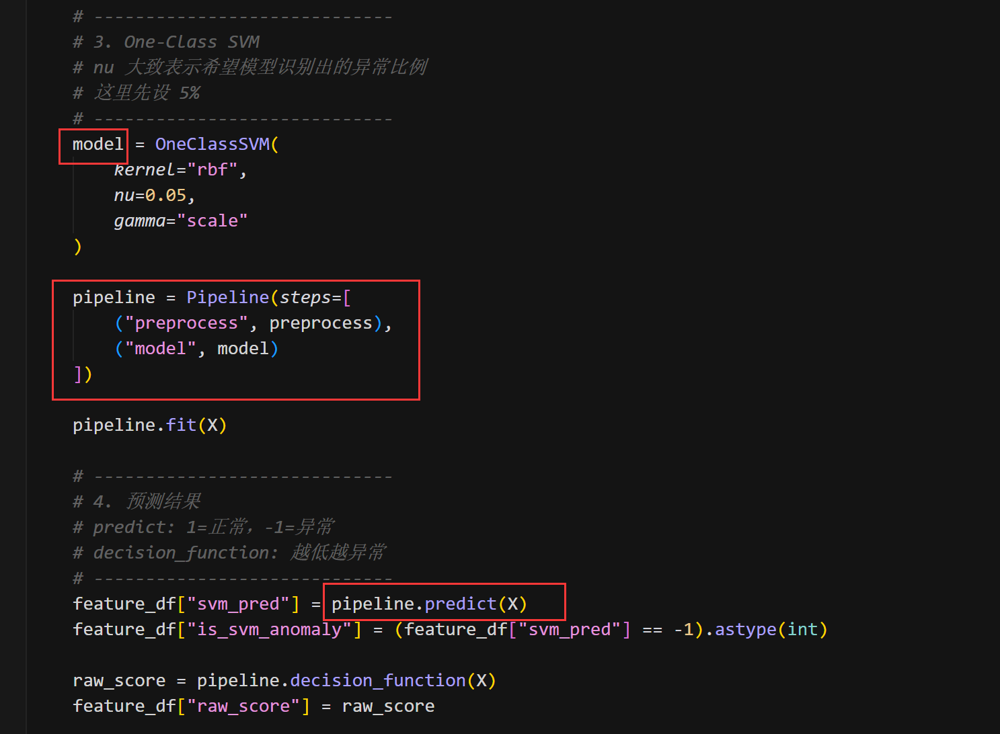 # -----------------------------
# 3. One-Class SVM
# nu 大致表示希望模型识别出的异常比例
# 这里先设 5%
# -----------------------------
model = OneClassSVM(
    kernel="rbf",
    nu=0.05,
    gamma="scale"
)
pipeline = Pipeline(steps=[
    ("preprocess", preprocess),
    ("model", model)
])
pipeline.fit(X)
# -----------------------------
# 4. 预测结果
# predict: 1=正常，-1=异常
# decision_function: 越低越异常
# -----------------------------
feature_df["svm_pred"] = pipeline.predict(X)
feature_df["is_svm_anomaly"] = (feature_df["svm_pred"] == -1).astype(int)
raw_score = pipeline.decision_function(X)
feature_df["raw_score"] = raw_score